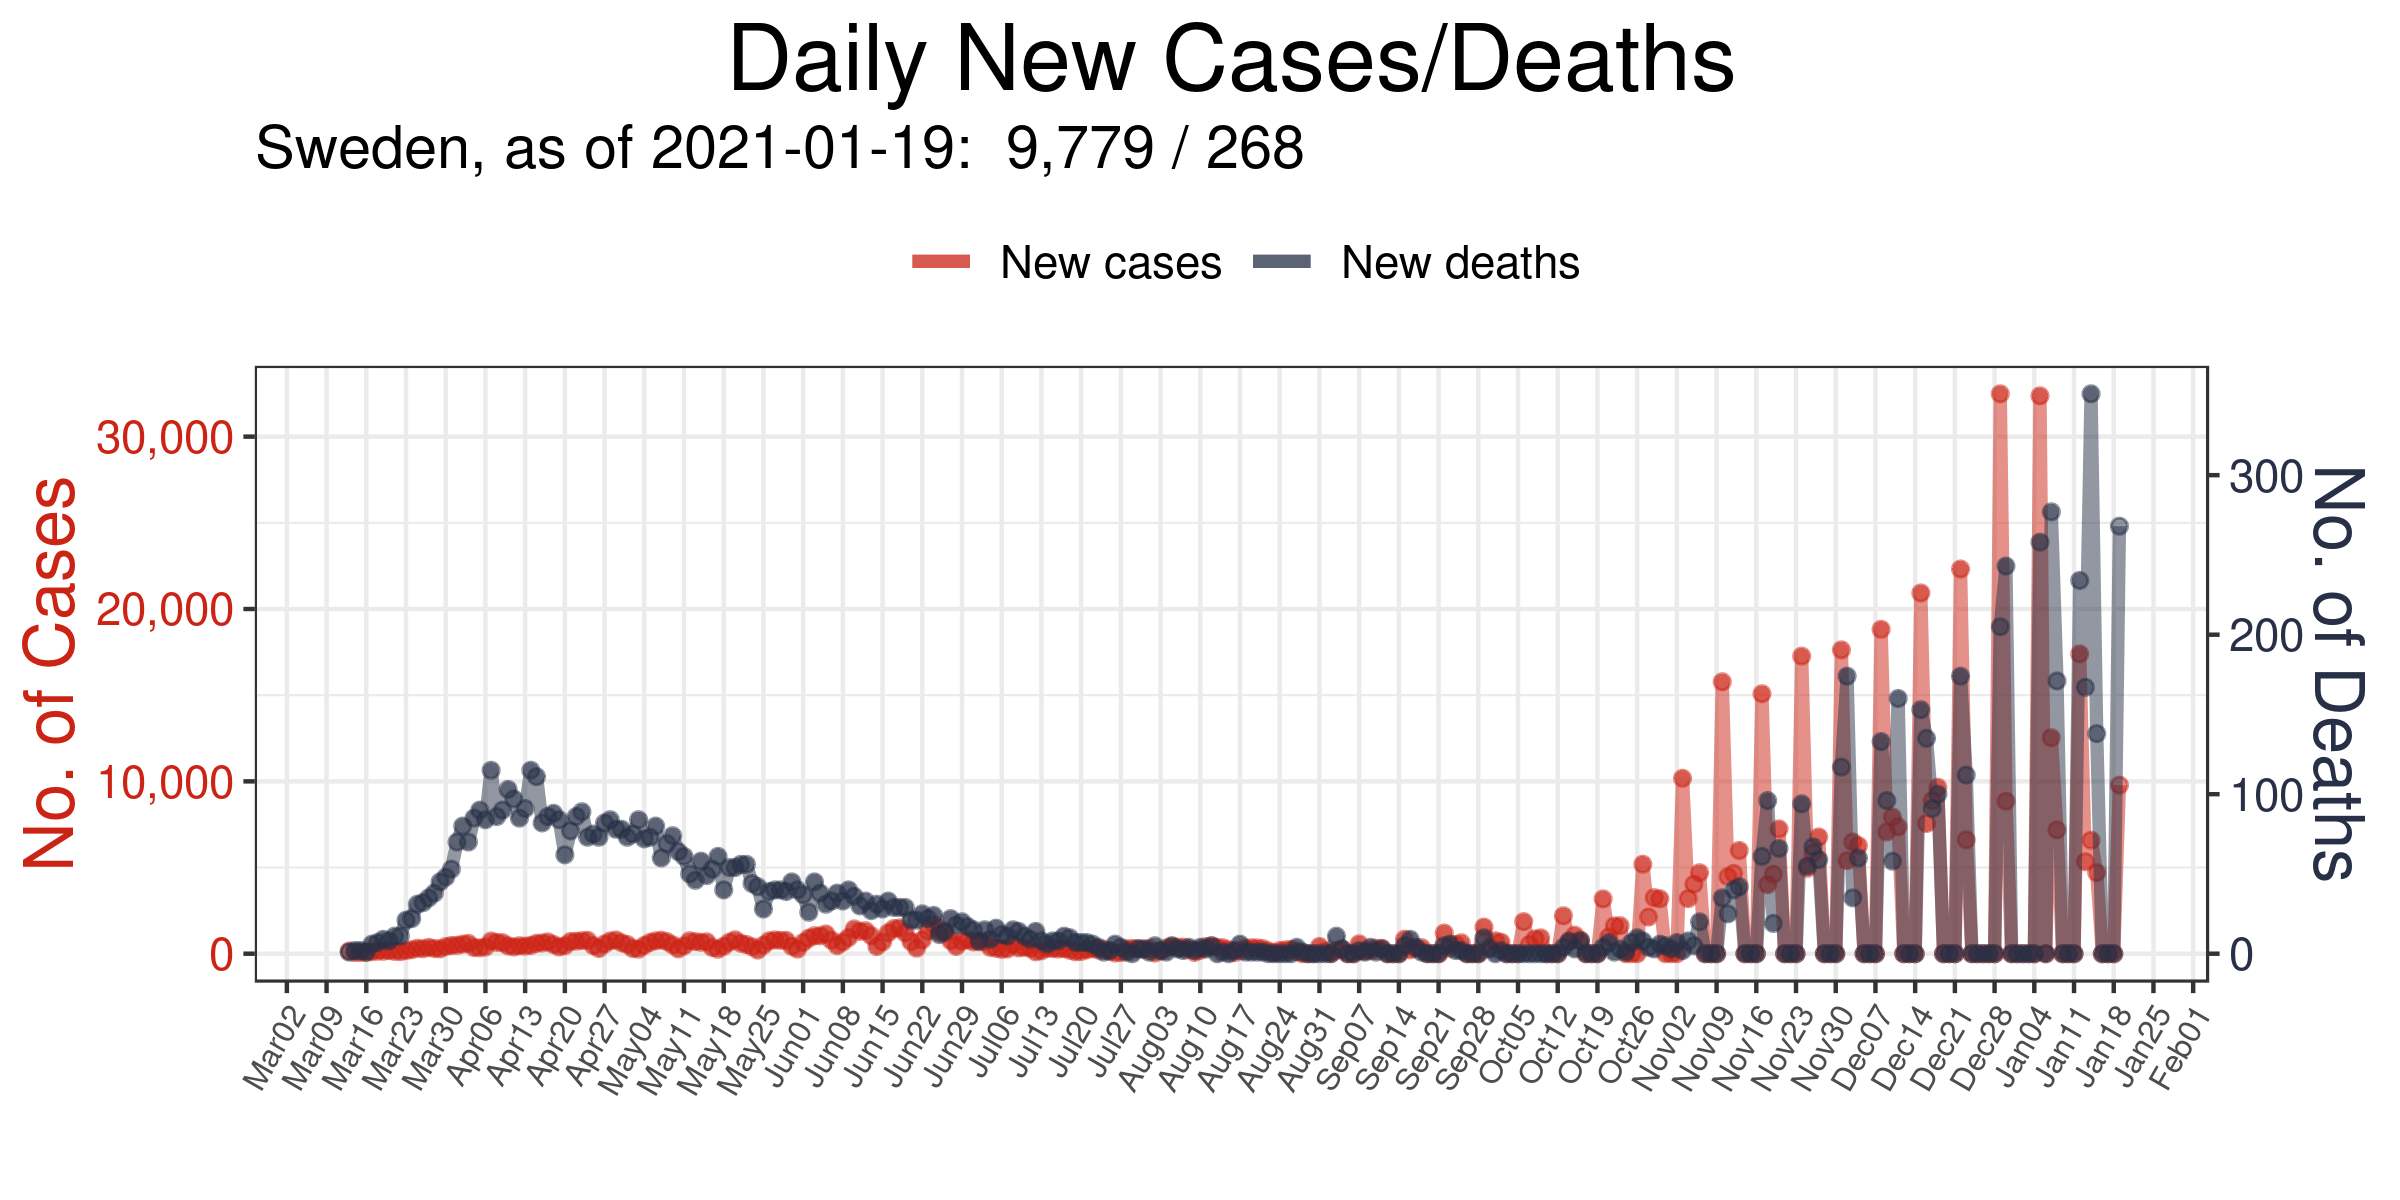 Daily New Cases/Deaths
Sweden, as of 2021-01-19:  9,779 / 268
New cases New deaths
No. of Cases
30,000
20,000
10,000
0
300
200
100
0
No. of Deaths
Mar02 Mar09 Mar16 Mar23 Mar30 Apr06 Apr13 Apr20 Apr27 May04 May11 May18 May25 Jun01 Jun08 Jun15 Jun22 Jun29 Jul06 Jul13 Jul20 Jul27 Aug03 Aug10 Aug17 Aug24 Aug31 Sep07 Sep14 Sep21 Sep28 Oct05 Oct12 Oct19 Oct26 Nov02 Nov09 Nov16 Nov23 Nov30 Dec07 Dec14 Dec21 Dec28 Jan04 Jan11 Jan18 Jan25 Feb01